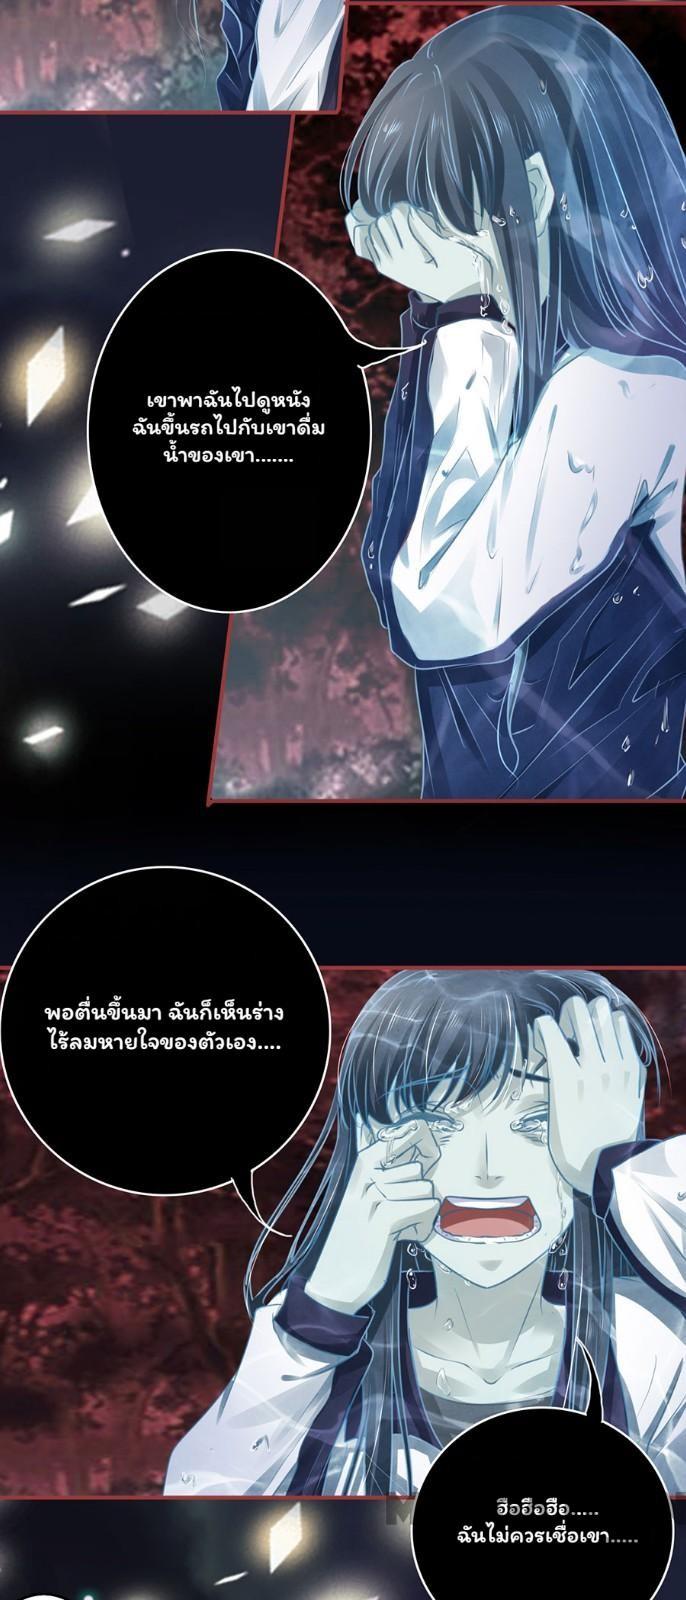 เขาพาฉันไปดูหนัง
ฉันขึ้นรถไปกับเขาดื่ม
น้ำของเขา.......
พอตื่นขึ้นมา ฉันก็เห็นร่าง
ไร้ลมหายใจของตัวเอง....
ฮือฮือฮือ.....
ฉันไม่ควรเชื่อเขา.....